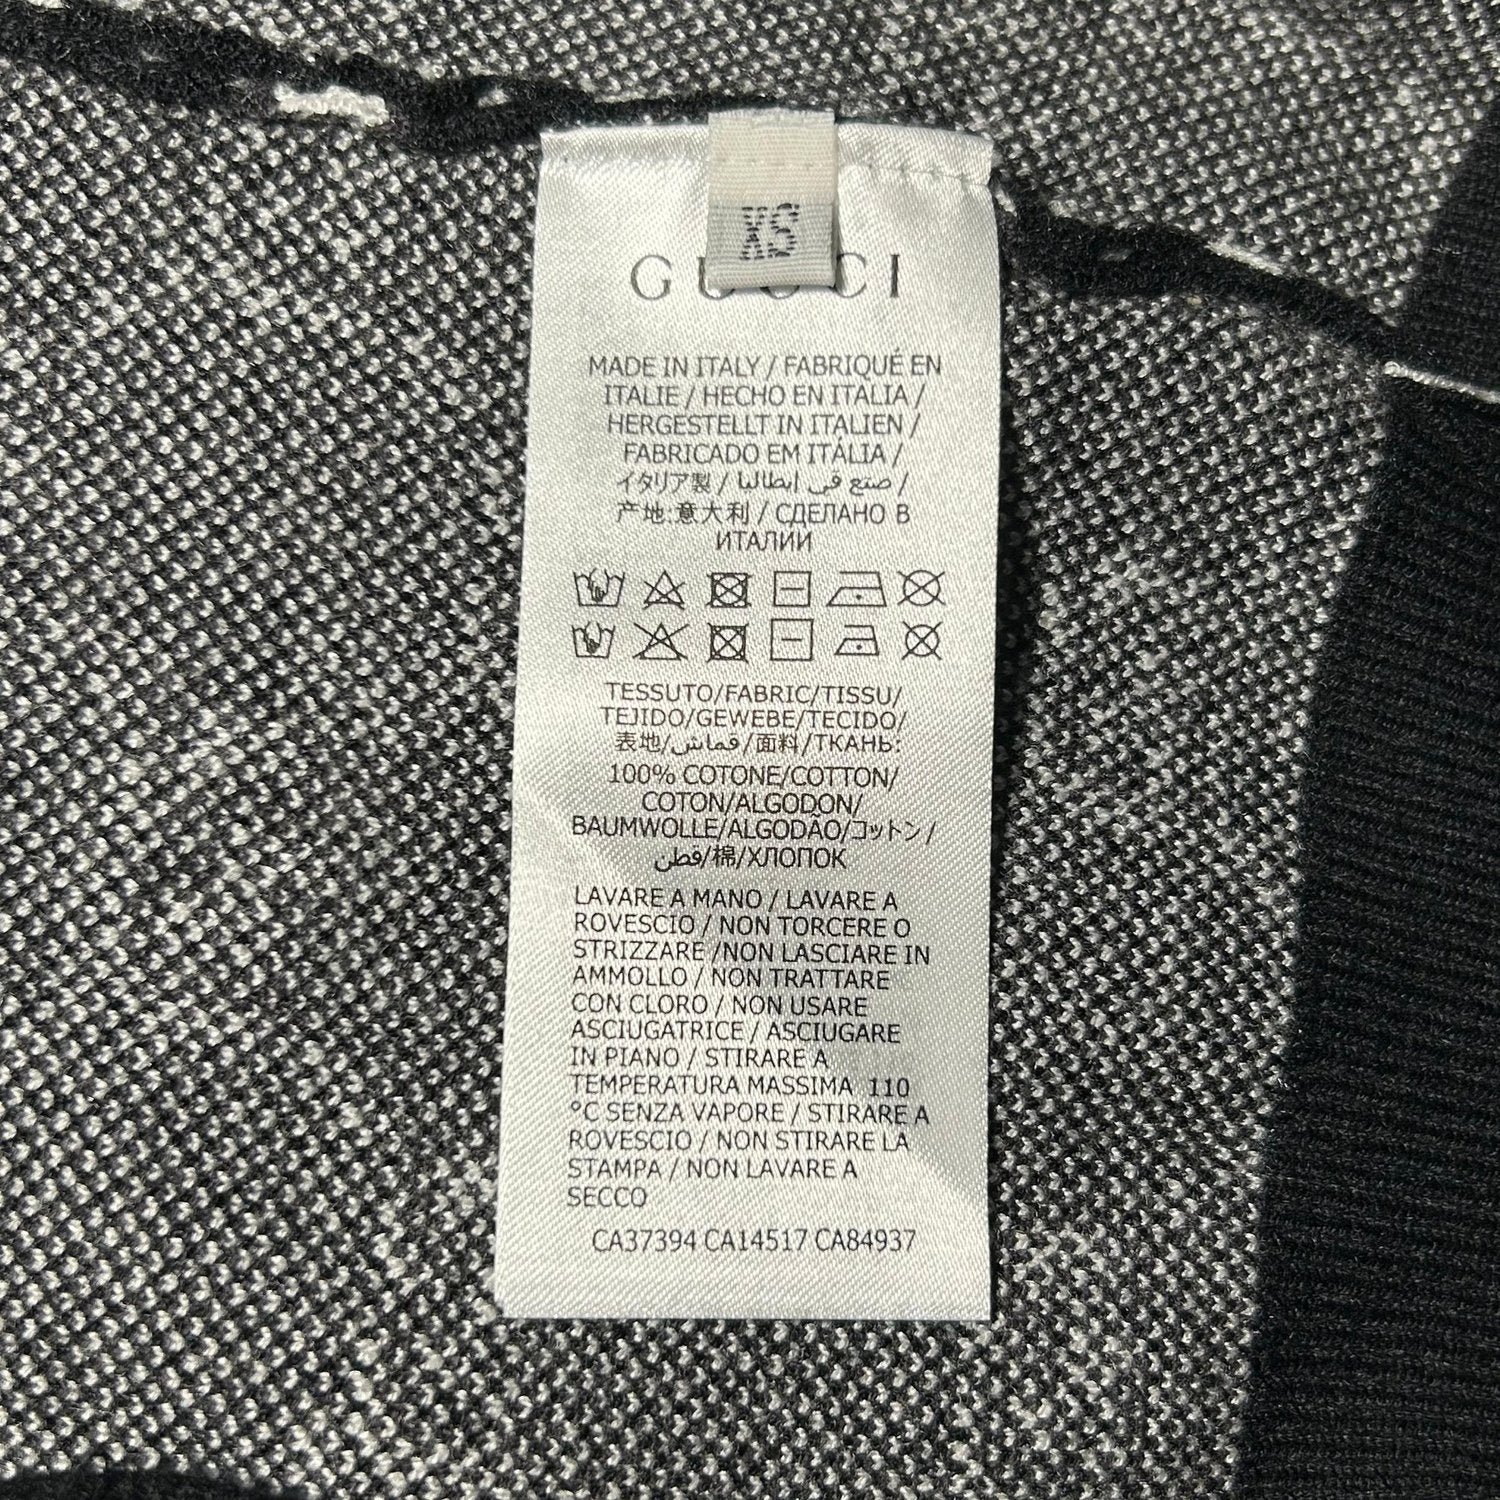 XS
GUCCI
MADE IN ITALY / FABRIQUÉ EN
ITALIE / HECHO EN ITALIA /
HERGESTELLT IN ITALIEN /
FABRICADO EM ITÁLIA /
イタリア製 / صنع في إيطاليا /
产地:意大利 / СДЕЛАНО В
ИТАЛИИ
TESSUTO/FABRIC/TISSU/
TEJIDO/GEWEBE/TECIDO/
表地/قماش/面料/ТКАНЬ:
100% COTONE/COTTON/
COTON/ALGODON/
BAUMWOLLE/ALGODÃO/コットン/
قطن/棉/ХЛОПОК
LAVARE A MANO / LAVARE A
ROVESCIO / NON TORCERE O
STRIZZARE /NON LASCIARE IN
AMMOLLO / NON TRATTARE
CON CLORO / NON USARE
ASCIUGATRICE / ASCIUGARE
IN PIANO / STIRARE A
TEMPERATURA MASSIMA 110
°C SENZA VAPORE / STIRARE A
ROVESCIO / NON STIRARE LA
STAMPA / NON LAVARE A
SECCO
CA37394 CA14517 CA84937